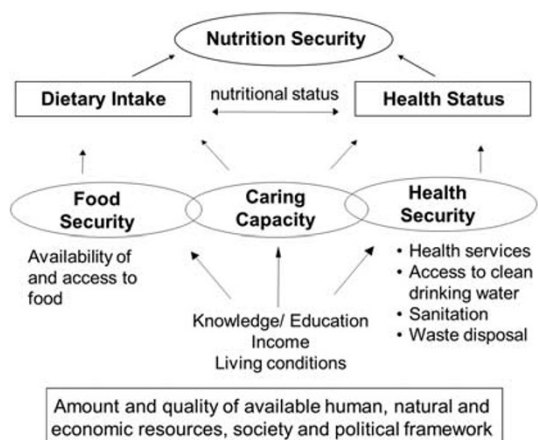 Nutrition Security
Dietary Intake
nutritional status
Health Status
Food
Security
Caring
Capacity
Health
Security
Availability of
and access to
food
• Health services
• Access to clean
drinking water
• Sanitation
• Waste disposal
Knowledge/ Education
Income
Living conditions
Amount and quality of available human, natural and
economic resources, society and political framework